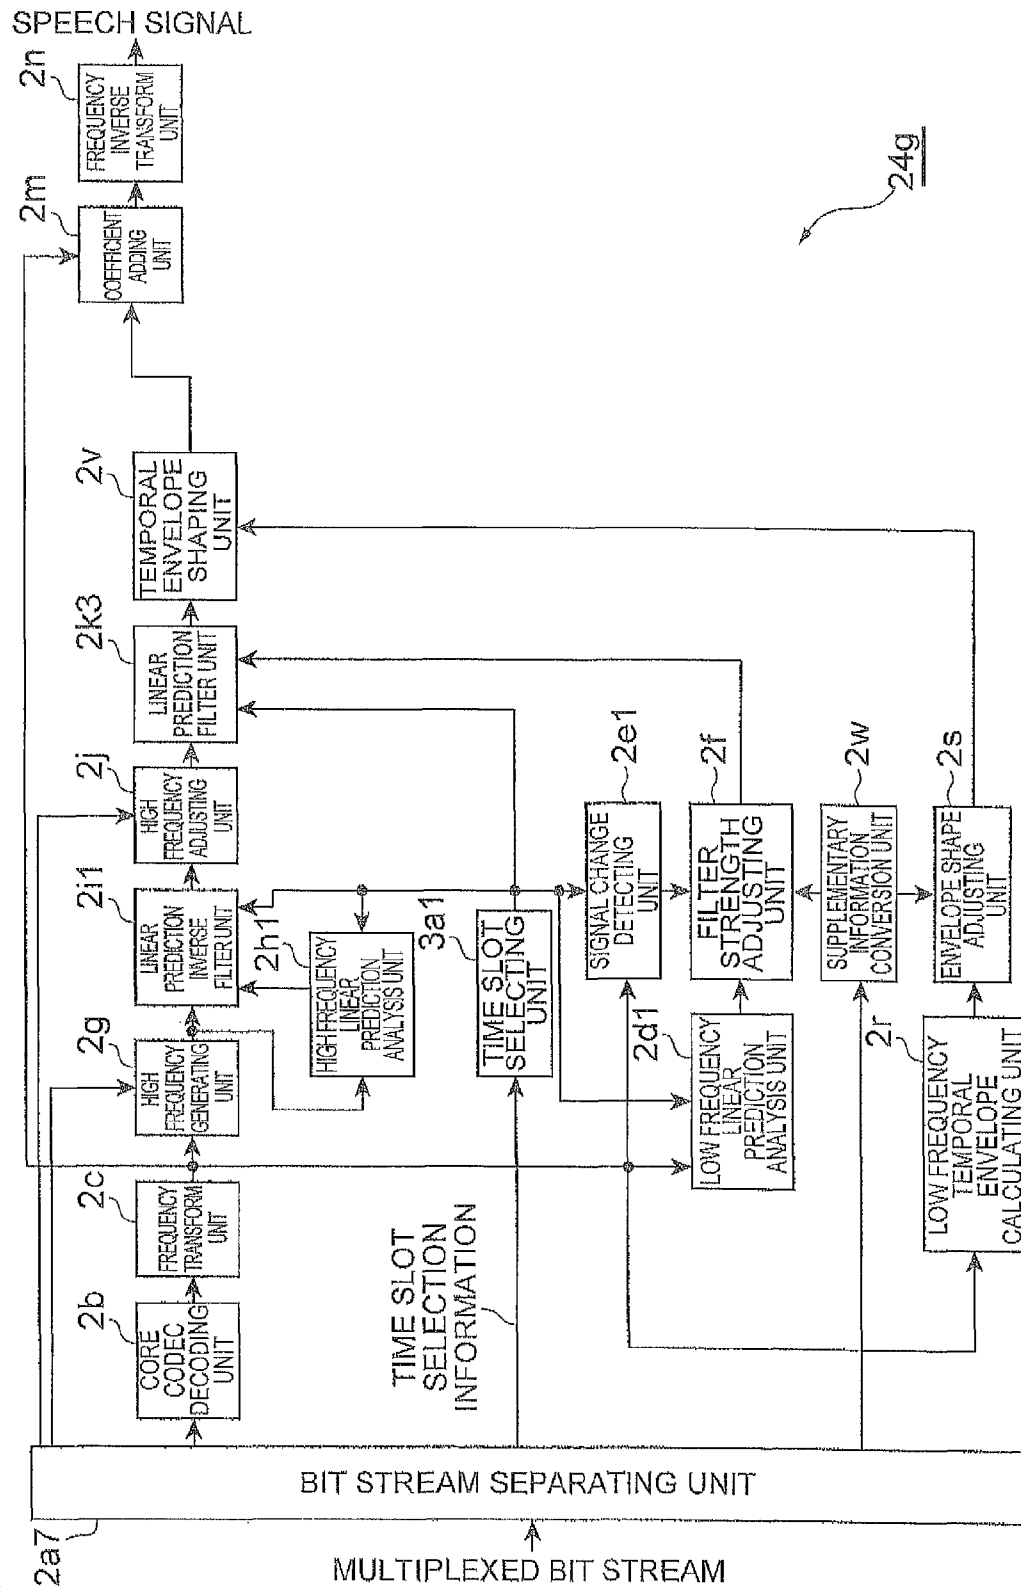 SPEECH SIGNAL
2n
FREQUENCY
INVERSE
TRANSFORM
UNIT
2m
COEFFICIENT
ADDING
UNIT
24g
2v
TEMPORAL
ENVELOPE
SHAPING
UNIT
2k3
LINEAR
PREDICTION
FILTER UNIT
2j
HIGH
FREQUENCY
ADJUSTING
UNIT
2i1
LINEAR
PREDICTION
INVERSE
FILTER UNIT
2h1
HIGH FREQUENCY
LINEAR
PREDICTION
ANALYSIS UNIT
2g
HIGH
FREQUENCY
GENERATING
UNIT
2c
FREQUENCY
TRANSFORM
UNIT
2b
CORE
CODEC
DECODING
UNIT
3a1
TIME SLOT
SELECTING
UNIT
2e1
SIGNAL CHANGE
DETECTING
UNIT
2f
FILTER
STRENGTH
ADJUSTING
UNIT
2w
SUPPLEMENTARY
INFORMATION
CONVERSION UNIT
2s
ENVELOPE SHAPE
ADJUSTING
UNIT
2d1
LOW FREQUENCY
LINEAR
PREDICTION
ANALYSIS UNIT
2r
LOW FREQUENCY
TEMPORAL
ENVELOPE
CALCULATING UNIT
TIME SLOT
SELECTION
INFORMATION
BIT STREAM SEPARATING UNIT
2a7
MULTIPLEXED BIT STREAM